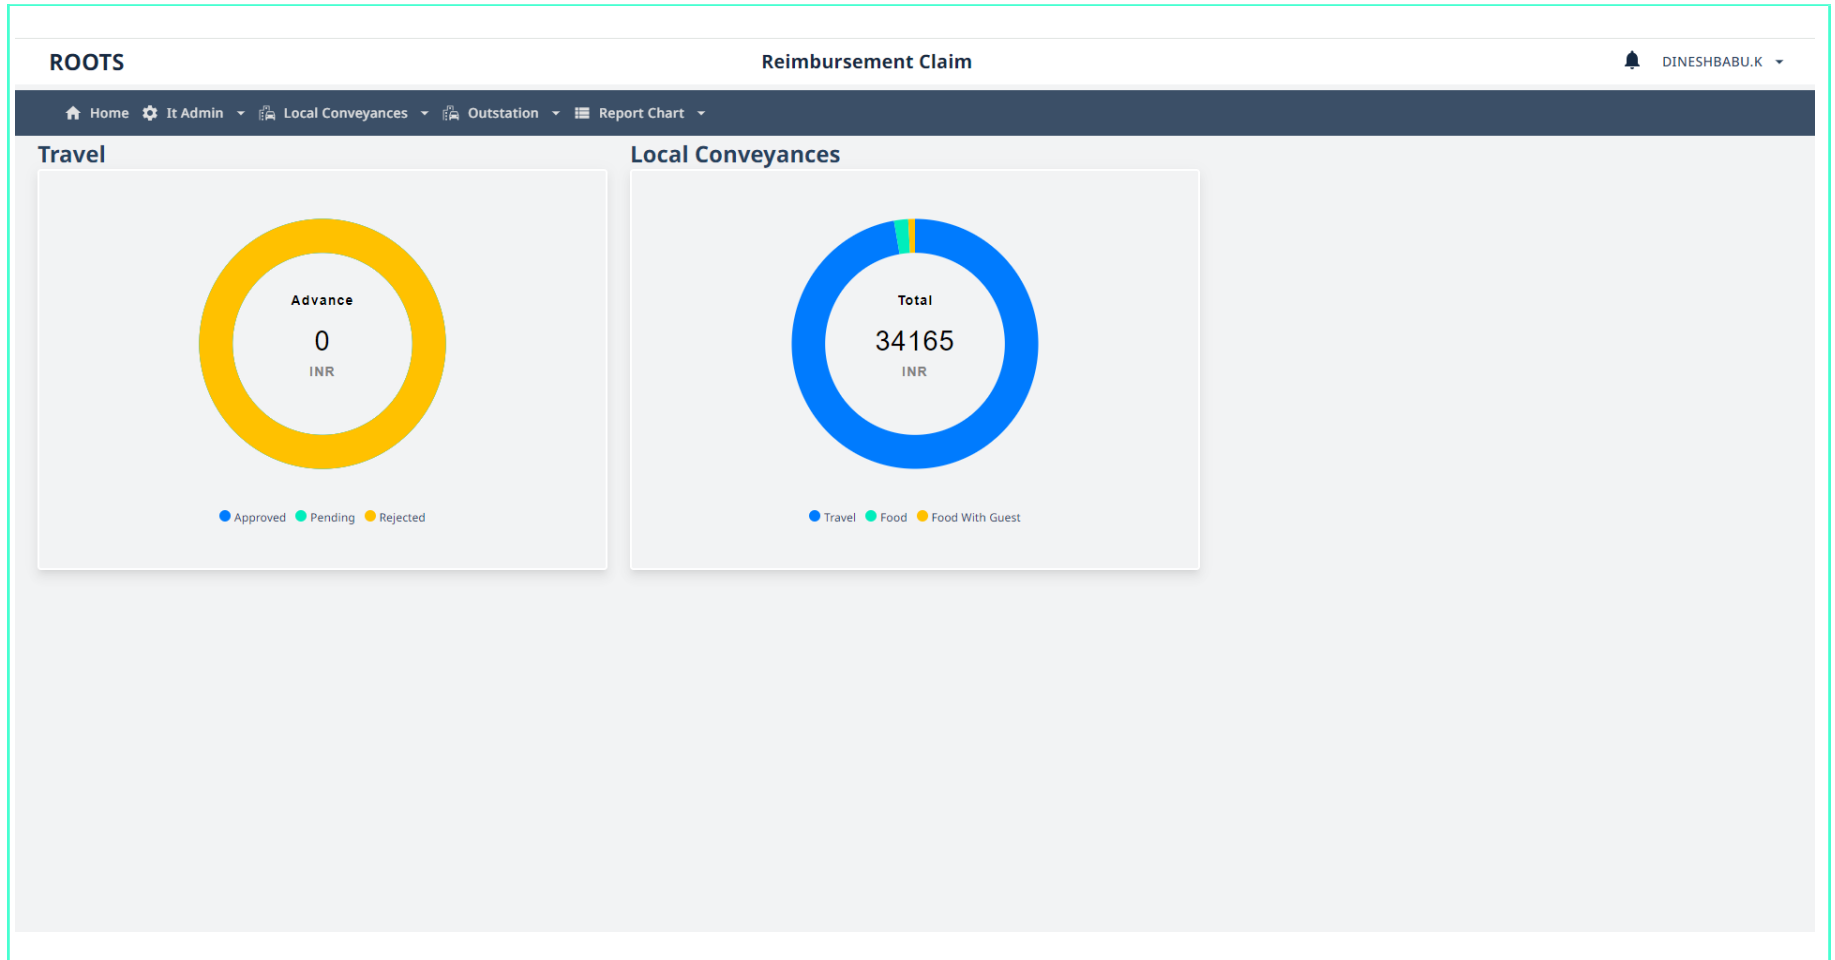 ROOTS
Reimbursement Claim
DINESHBABU.K
Home It Admin Local Conveyances Outstation Report Chart
Travel
Advance
0
INR
Approved Pending Rejected
Local Conveyances
Total
34165
INR
Travel Food Food With Guest